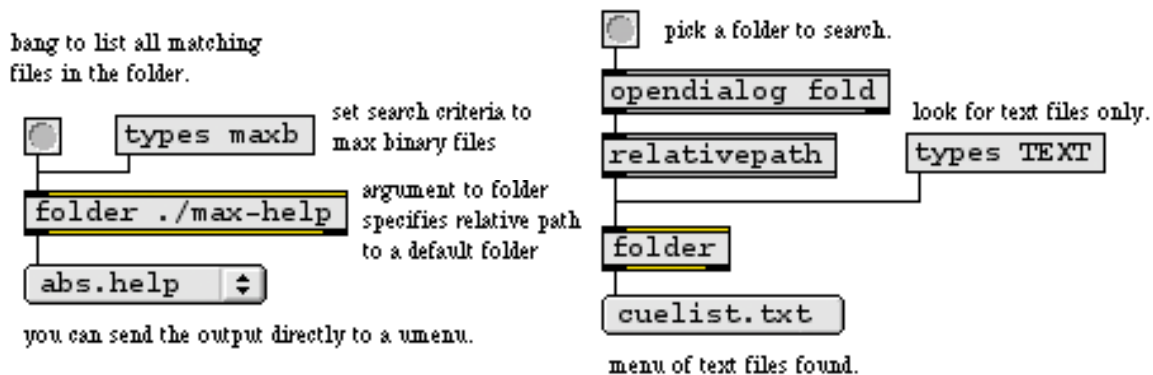 bang to list all matching
files in the folder.
types maxb
set search criteria to
max binary files
folder ./max-help
argument to folder
specifies relative path
to a default folder
abs.help
you can send the output directly to a umenu.
pick a folder to search.
opendialog fold
relativepath
look for text files only.
types TEXT
folder
cuelist.txt
menu of text files found.